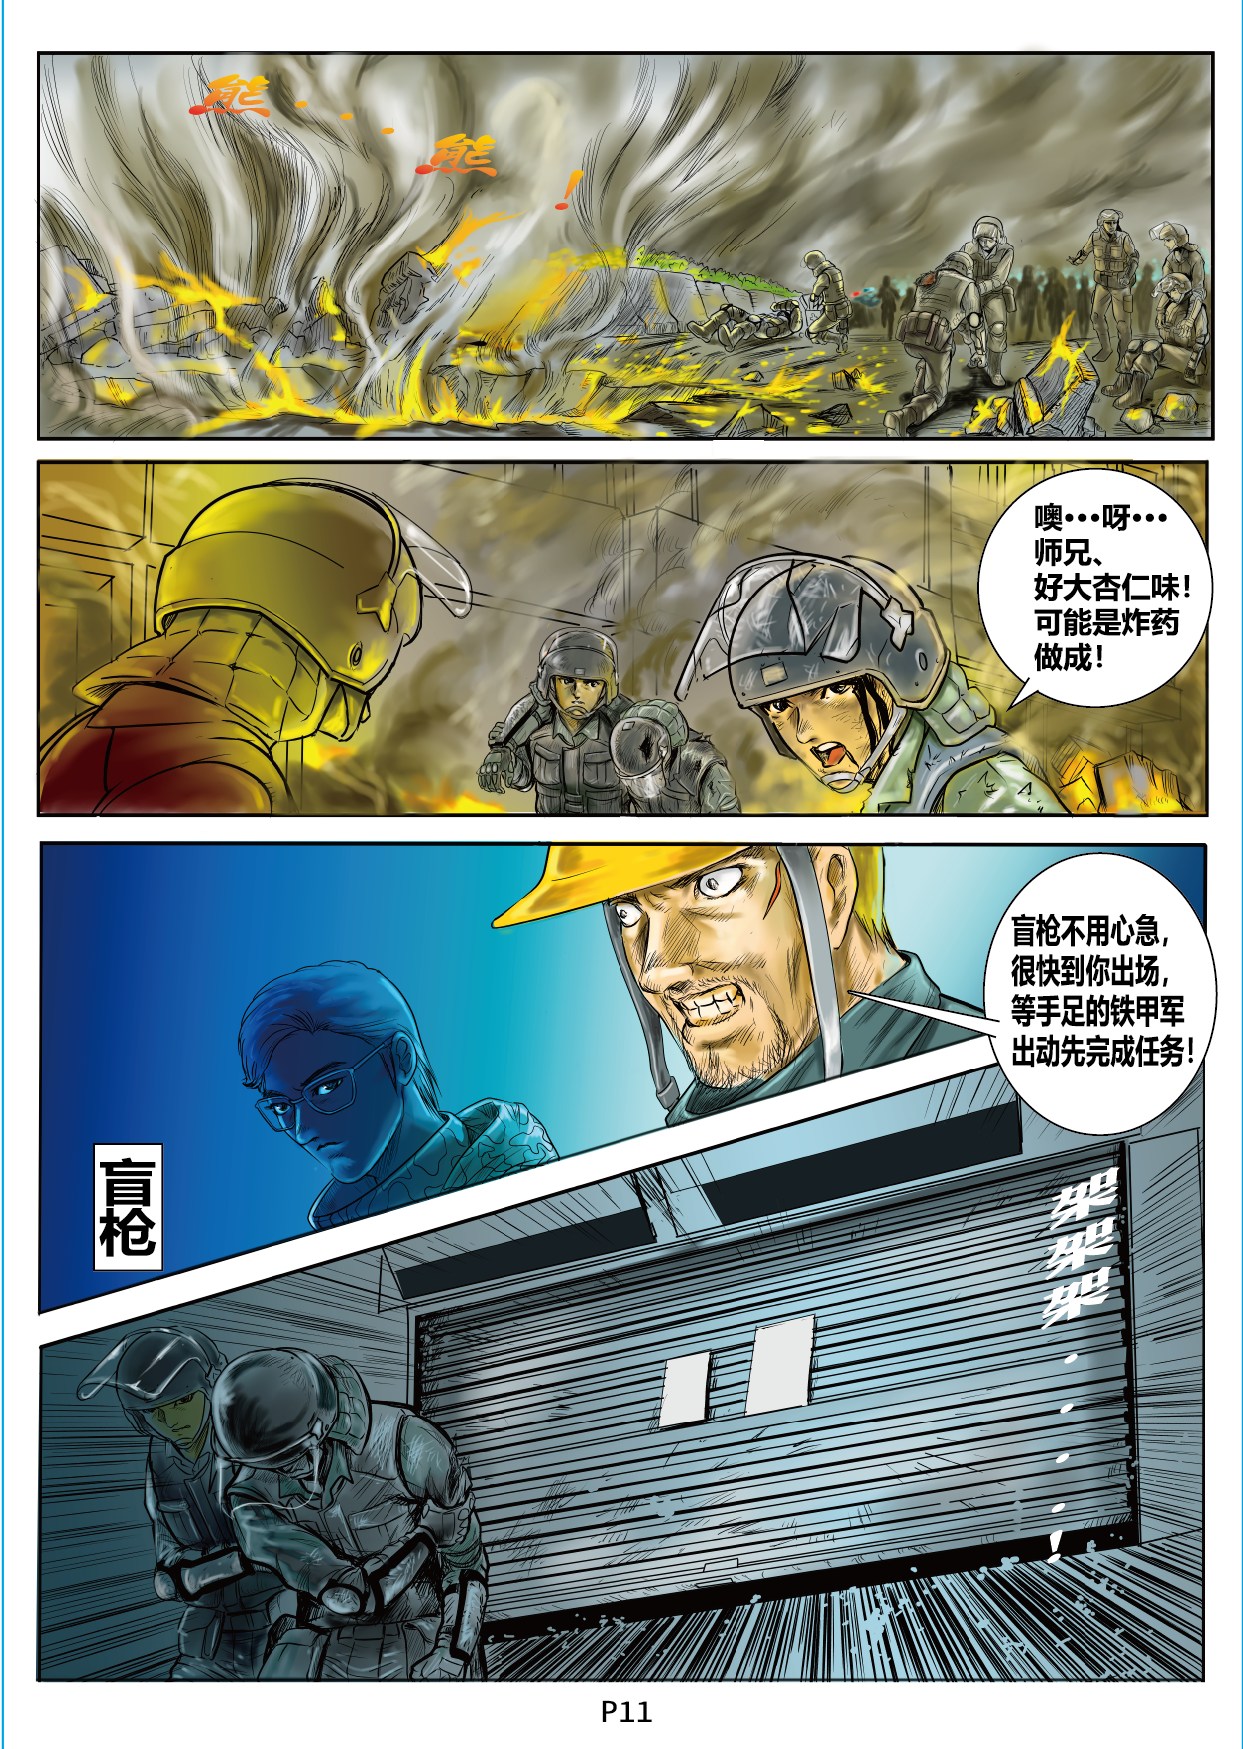 熊...
熊!
噢…呀…
师兄、
好大杏仁味！
可能是炸药
做成！
盲枪不用心急，
很快到你出场，
等手足的铁甲军
出动先完成任务！
盲枪
架架架....!
P11